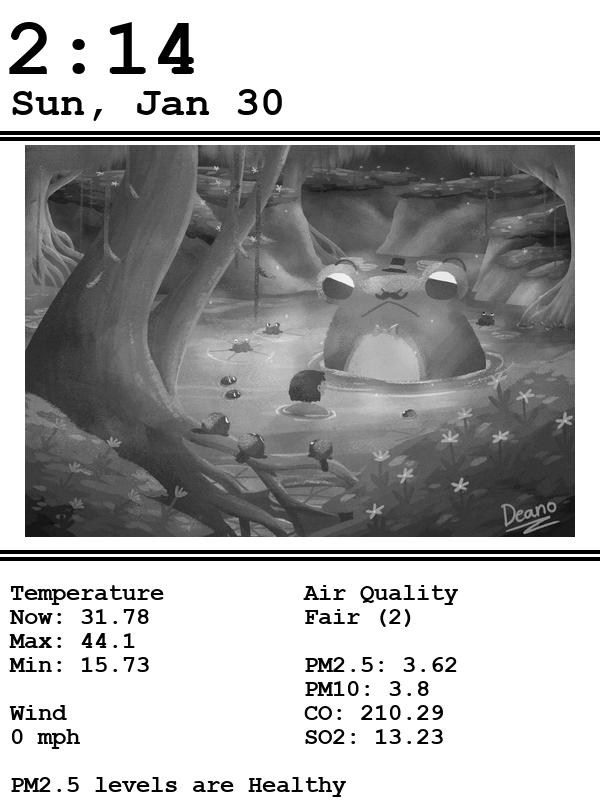 2:14
Sun, Jan 30
Deano
Temperature
Now: 31.78
Max: 44.1
Min: 15.73
Wind
0 mph
Air Quality
Fair (2)
PM2.5: 3.62
PM10: 3.8
CO: 210.29
SO2: 13.23
PM2.5 levels are Healthy